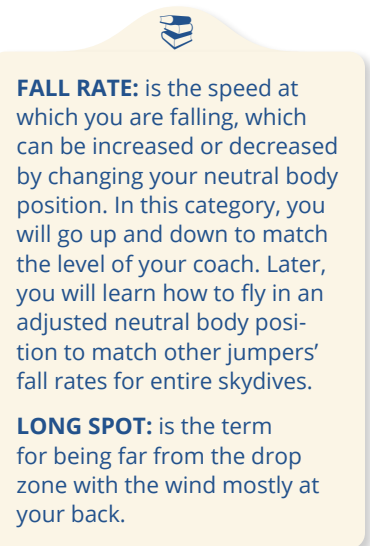 FALL RATE: is the speed at
which you are falling, which
can be increased or decreased
by changing your neutral body
position. In this category, you
will go up and down to match
the level of your coach. Later,
you will learn how to fly in an
adjusted neutral body posi-
tion to match other jumpers’
fall rates for entire skydives.
LONG SPOT: is the term
for being far from the drop
zone with the wind mostly at
your back.